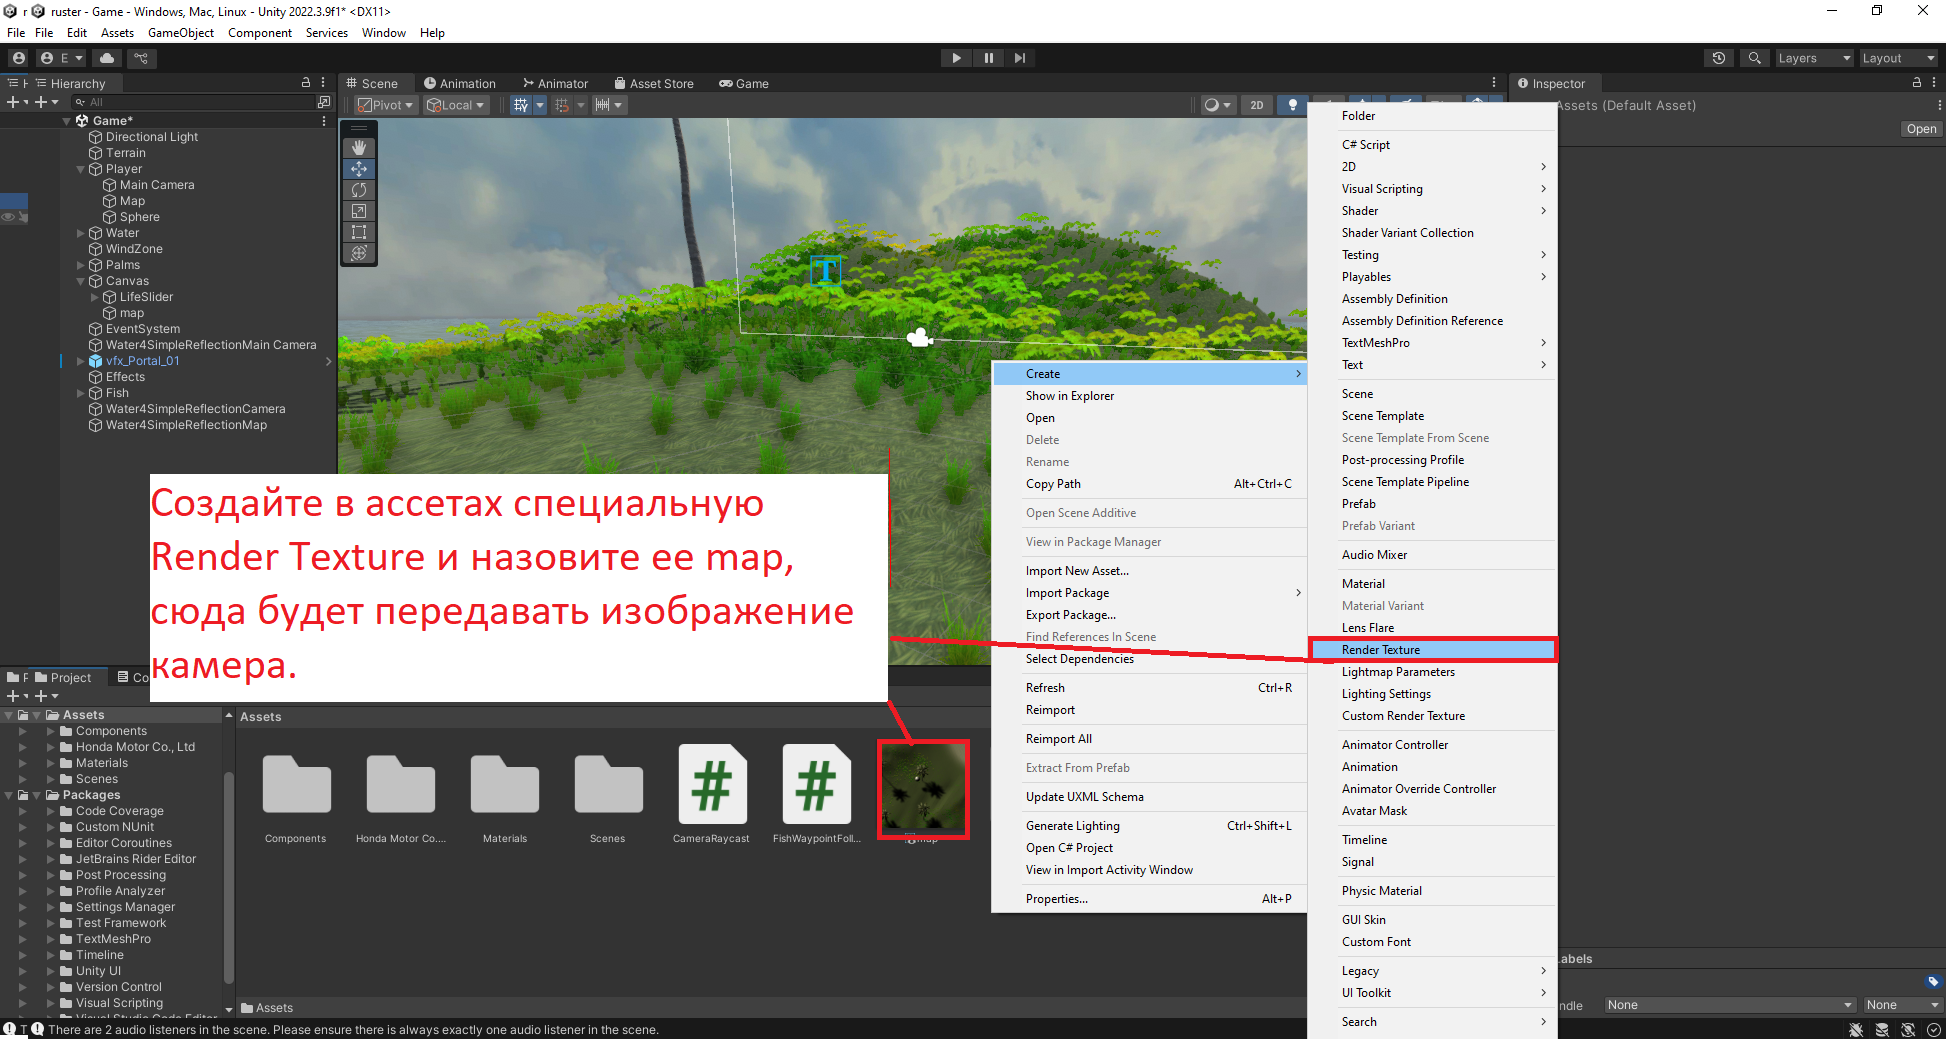 r ruster - Game - Windows, Mac, Linux - Unity 2022.3.9f1* <DX11>
File File Edit Assets GameObject Component Services Window Help
E Layers Layout
Hierarchy
Scene Animation Animator Asset Store Game
Inspector
All
Pivot Local 2D
Assets (Default Asset)
Open
Game*
Directional Light
Terrain
Player
Main Camera
Map
Sphere
Water
WindZone
Palms
Canvas
LifeSlider
map
EventSystem
Water4SimpleReflectionMain Camera
vfx_Portal_01
Effects
Fish
Water4SimpleReflectionCamera
Water4SimpleReflectionMap
T
Создайте в ассетах специальную
Render Texture и назовите ее map,
сюда будет передавать изображение
камера.
Create
Show in Explorer
Open
Delete
Rename
Copy Path Alt+Ctrl+C
Open Scene Additive
View in Package Manager
Import New Asset...
Import Package
Export Package...
Find References In Scene
Select Dependencies
Refresh Ctrl+R
Reimport
Reimport All
Extract From Prefab
Update UXML Schema
Generate Lighting Ctrl+Shift+L
Open C# Project
View in Import Activity Window
Properties... Alt+P
Folder
C# Script
2D
Visual Scripting
Shader
Shader Variant Collection
Testing
Playables
Assembly Definition
Assembly Definition Reference
TextMeshPro
Text
Scene
Scene Template
Scene Template From Scene
Post-processing Profile
Scene Template Pipeline
Prefab
Prefab Variant
Audio Mixer
Material
Material Variant
Lens Flare
Render Texture
Lightmap Parameters
Lighting Settings
Custom Render Texture
Animator Controller
Animation
Animator Override Controller
Avatar Mask
Timeline
Signal
Physic Material
GUI Skin
Custom Font
Legacy
UI Toolkit
Search
Project Co
Assets
Components
Honda Motor Co., Ltd
Materials
Scenes
Packages
Code Coverage
Custom NUnit
Editor Coroutines
JetBrains Rider Editor
Post Processing
Profile Analyzer
Settings Manager
Test Framework
TextMeshPro
Timeline
Unity UI
Version Control
Visual Scripting
Visual Studio Code Editor
Assets
Components Honda Motor Co.... Materials Scenes CameraRaycast FishWaypointFoll... map
Assets
abels
ndle None None
There are 2 audio listeners in the scene. Please ensure there is always exactly one audio listener in the scene.